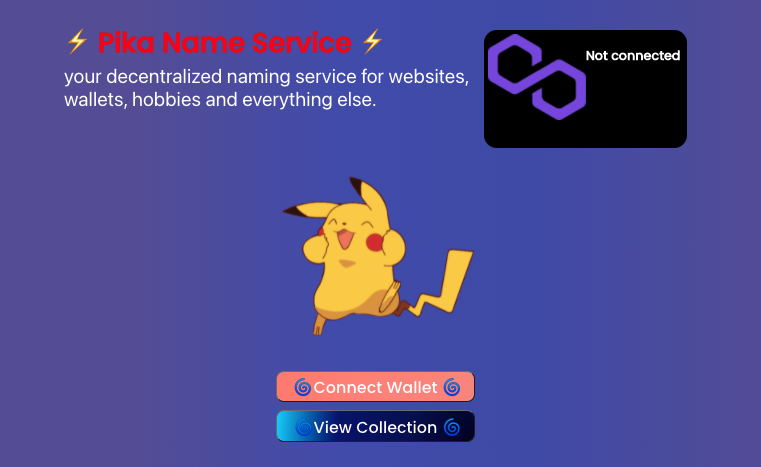 ⚡ Pika Name Service ⚡
your decentralized naming service for websites,
wallets, hobbies and everything else.
Not connected
🌀Connect Wallet 🌀
🌀View Collection 🌀